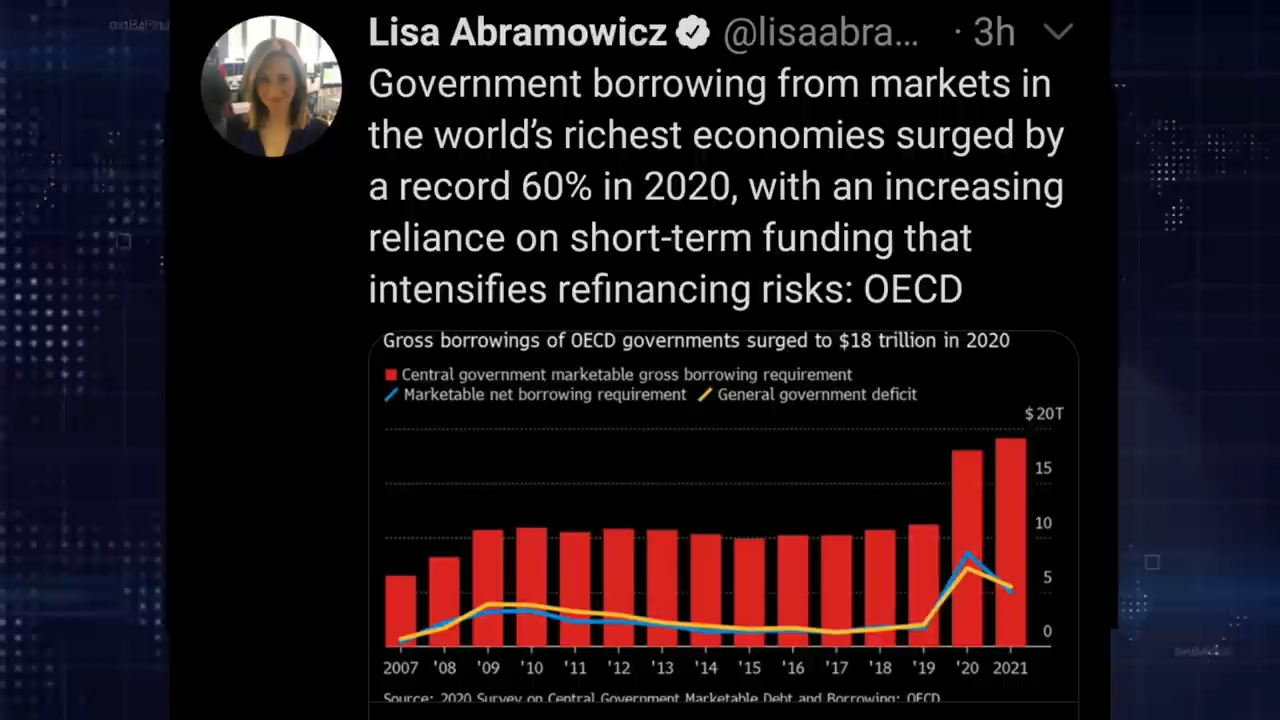 Lisa Abramowicz @lisaabra... · 3h
Government borrowing from markets in
the world's richest economies surged by
a record 60% in 2020, with an increasing
reliance on short-term funding that
intensifies refinancing risks: OECD
Gross borrowings of OECD governments surged to $18 trillion in 2020
Central government marketable gross borrowing requirement
Marketable net borrowing requirement General government deficit
$20T
15
10
5
0
2007 '08 '09 '10 '11 '12 '13 '14 '15 '16 '17 '18 '19 '20 2021
Source: 2020 Survey on Central Government Marketable Debt and Borrowing: OECD